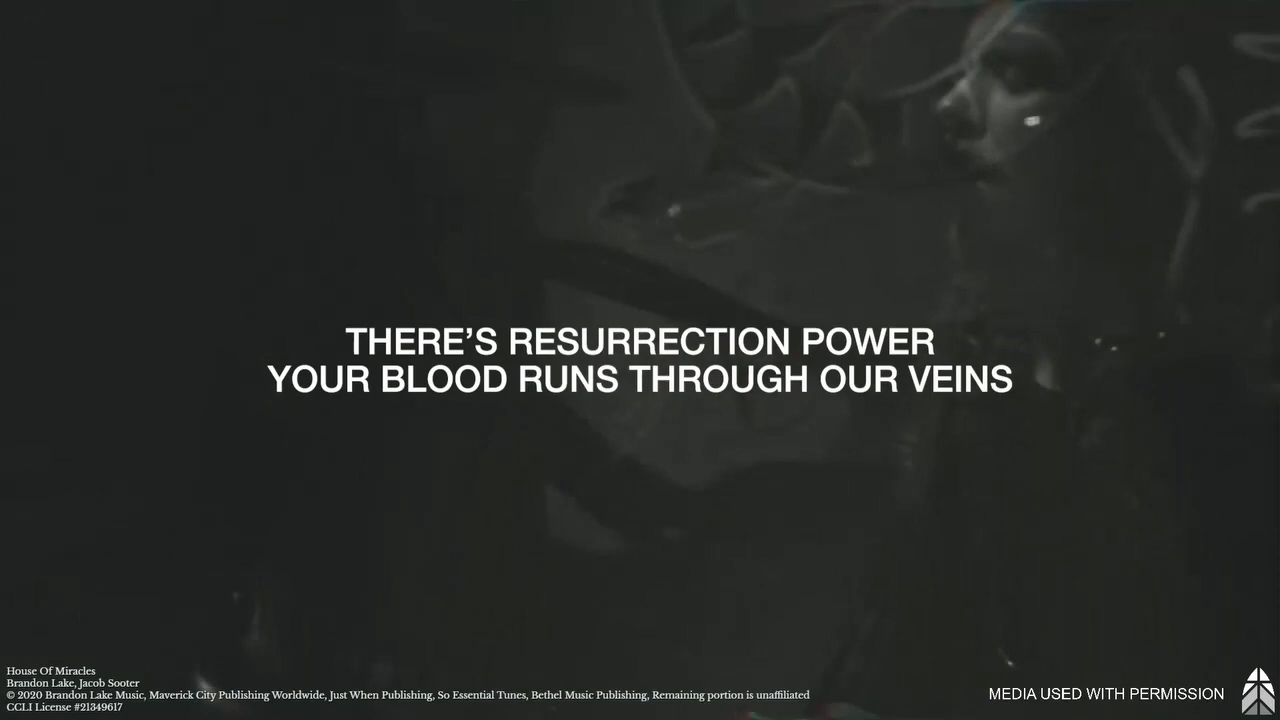 THERE’S RESURRECTION POWER
YOUR BLOOD RUNS THROUGH OUR VEINS
House Of Miracles
Brandon Lake, Jacob Sooter
© 2020 Brandon Lake Music, Maverick City Publishing Worldwide, Just When Publishing, So Essential Tunes, Bethel Music Publishing, Remaining portion is unaffiliated
CCLI License #21349617
MEDIA USED WITH PERMISSION